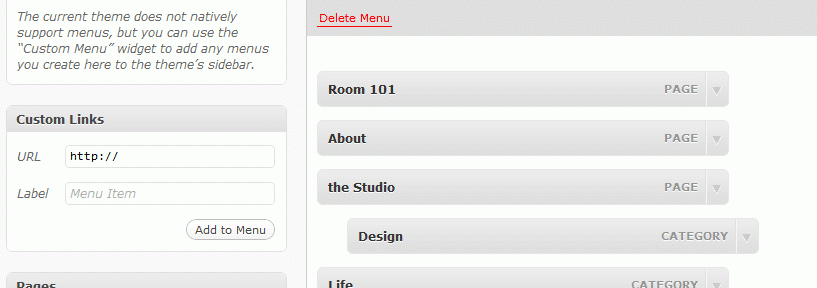 The current theme does not natively
support menus, but you can use the
“Custom Menu” widget to add any menus
you create here to the theme’s sidebar.
Custom Links
URL http://
Label Menu Item
Add to Menu
Pages
Delete Menu
Room 101 PAGE
About PAGE
the Studio PAGE
Design CATEGORY
Life CATEGORY